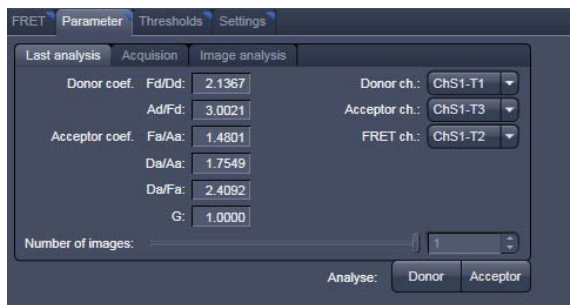 FRET Parameter Thresholds Settings
Last analysis Acquision Image analysis
Donor coef. Fd/Dd: 2.1367 Donor ch.: ChS1-T1
Ad/Fd: 3.0021 Acceptor ch.: ChS1-T3
Acceptor coef. Fa/Aa: 1.4801 FRET ch.: ChS1-T2
Da/Aa: 1.7549
Da/Fa: 2.4092
G: 1.0000
Number of images: 1
Analyse: Donor Acceptor